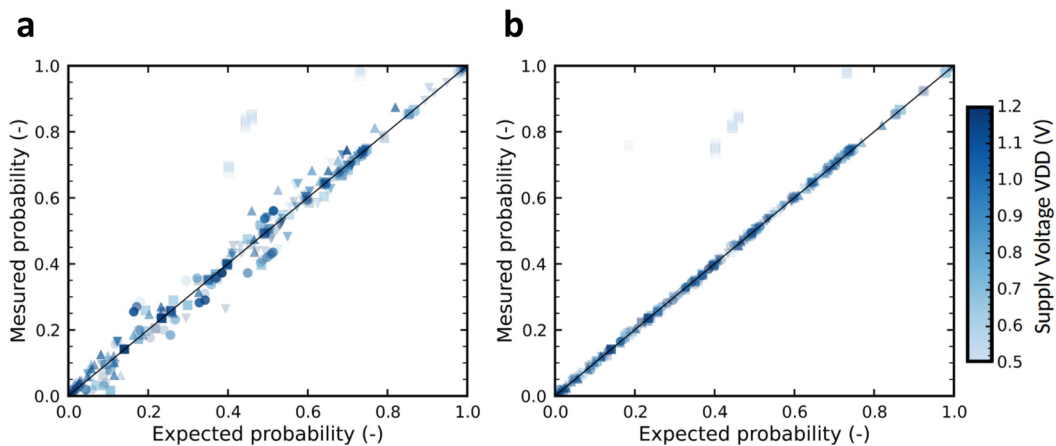 a
b
1.0
0.8
0.6
0.4
0.2
0.0
0.0 0.2 0.4 0.6 0.8 1.0
Mesured probability (-)
Expected probability (-)
1.0
0.8
0.6
0.4
0.2
0.0
0.0 0.2 0.4 0.6 0.8 1.0
Mesured probability (-)
Expected probability (-)
1.2
1.1
1.0
0.9
0.8
0.7
0.6
0.5
Supply Voltage VDD (V)